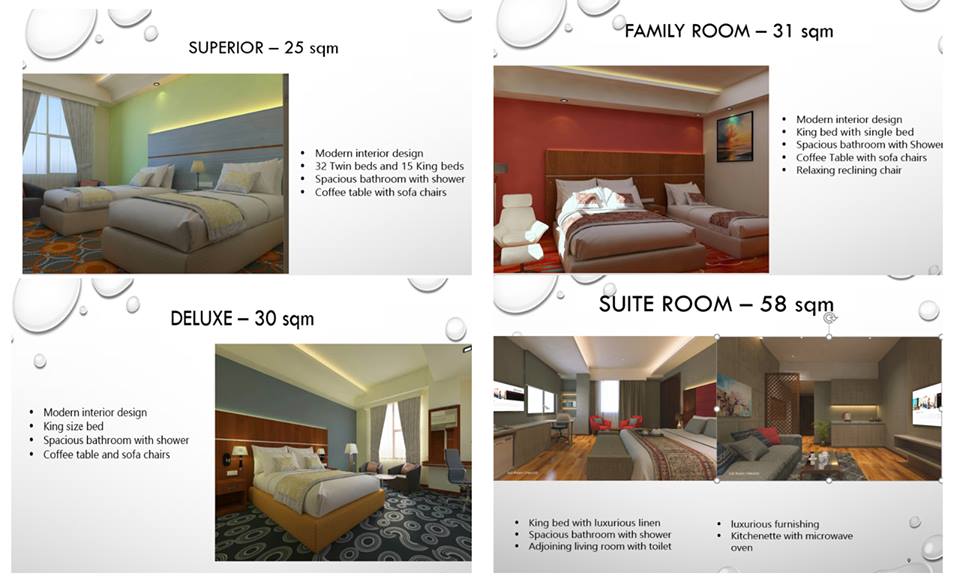 SUPERIOR – 25 sqm
• Modern interior design
• 32 Twin beds and 15 King beds
• Spacious bathroom with shower
• Coffee table with sofa chairs
FAMILY ROOM – 31 sqm
• Modern interior design
• King bed with single bed
• Spacious bathroom with Shower
• Coffee Table with sofa chairs
• Relaxing reclining chair
DELUXE – 30 sqm
• Modern interior design
• King size bed
• Spacious bathroom with shower
• Coffee table and sofa chairs
SUITE ROOM – 58 sqm
• King bed with luxurious linen
• Spacious bathroom with shower
• Adjoining living room with toilet
• luxurious furnishing
• Kitchenette with microwave
oven